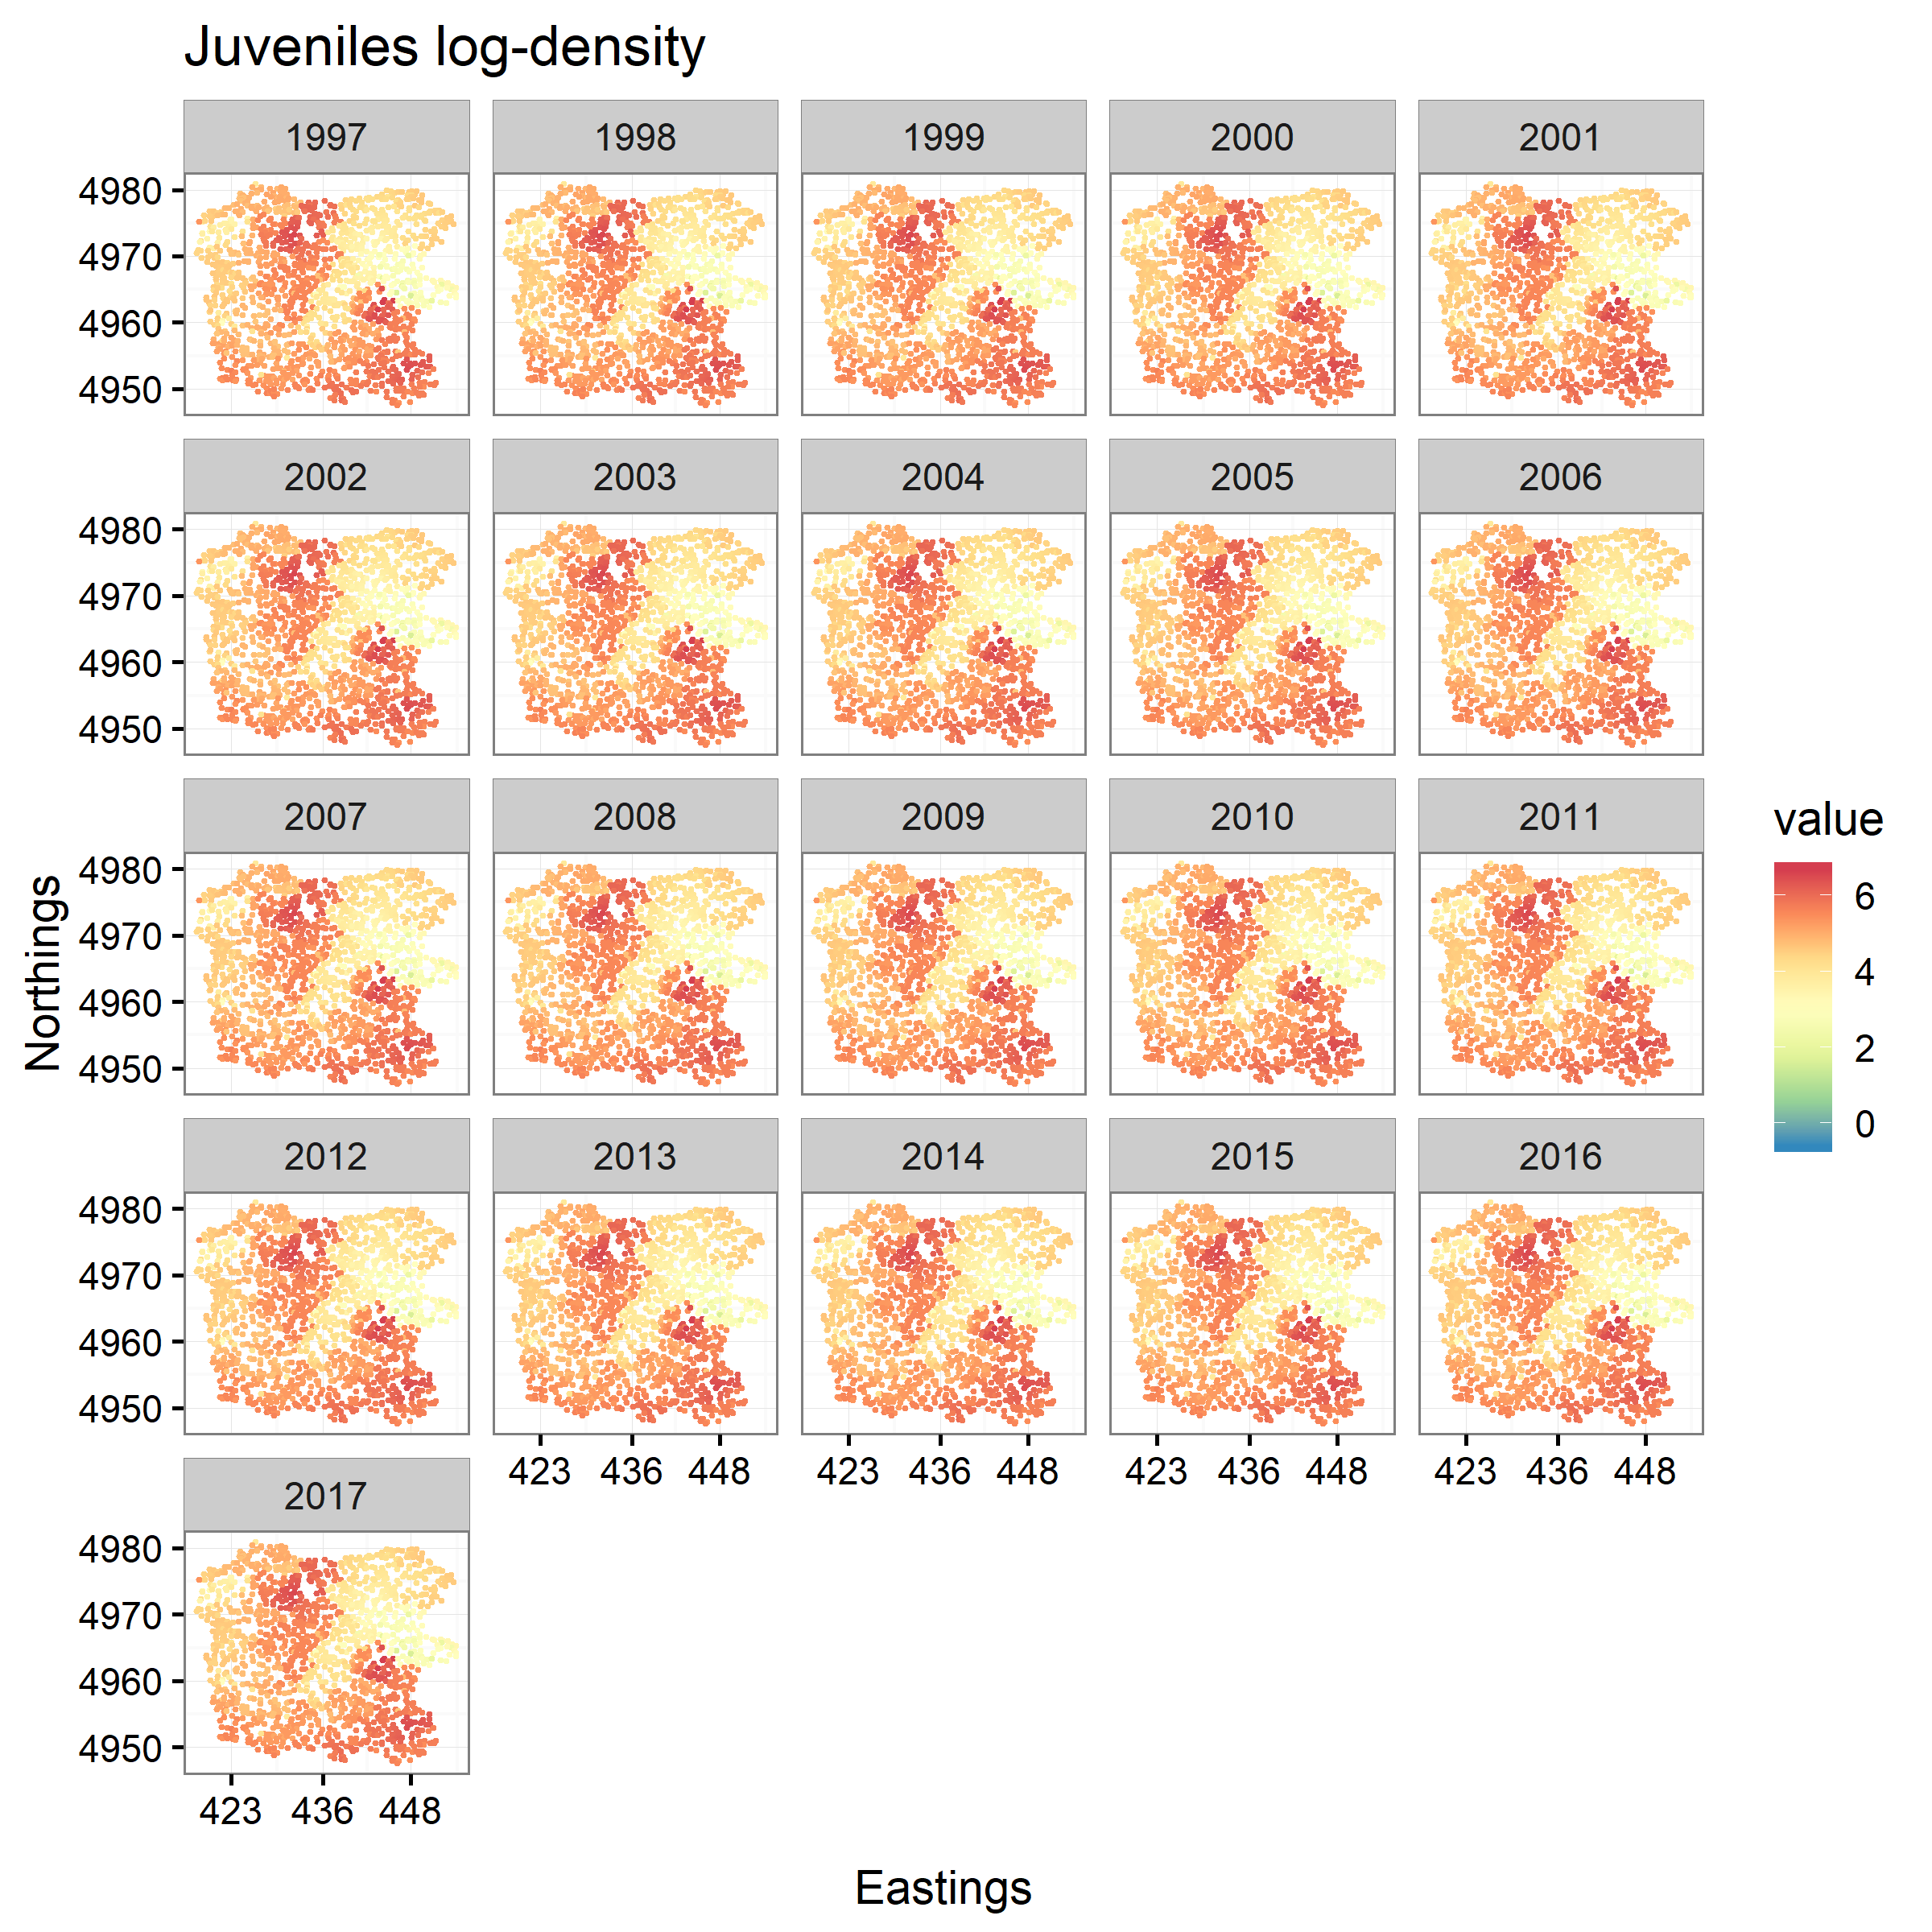 Juveniles log-density
1997 1998 1999 2000 2001
4980
4970
4960
4950
2002 2003 2004 2005 2006
4980
4970
4960
4950
2007 2008 2009 2010 2011
4980
4970
4960
4950
2012 2013 2014 2015 2016
4980
4970
4960
4950
423 436 448 423 436 448 423 436 448 423 436 448
2017
4980
4970
4960
4950
423 436 448
Northings
Eastings
value
6
4
2
0